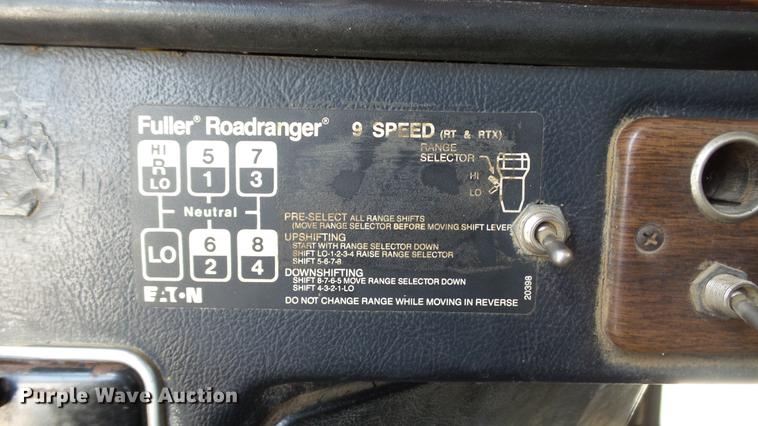 Fuller® Roadranger® 9 SPEED (RT & RTX)
RANGE
SELECTOR
HI
LO
HI 5 7
R
LO 1 3
Neutral
LO 6 8
2 4
PRE-SELECT ALL RANGE SHIFTS
(MOVE RANGE SELECTOR BEFORE MOVING SHIFT LEVER
UPSHIFTING
START WITH RANGE SELECTOR DOWN
SHIFT LO-1-2-3-4 RAISE RANGE SELECTOR
SHIFT 5-6-7-8
DOWNSHIFTING
SHIFT 8-7-6-5 MOVE RANGE SELECTOR DOWN
SHIFT 4-3-2-1-LO
EATON
DO NOT CHANGE RANGE WHILE MOVING IN REVERSE
20398
Purple Wave Auction